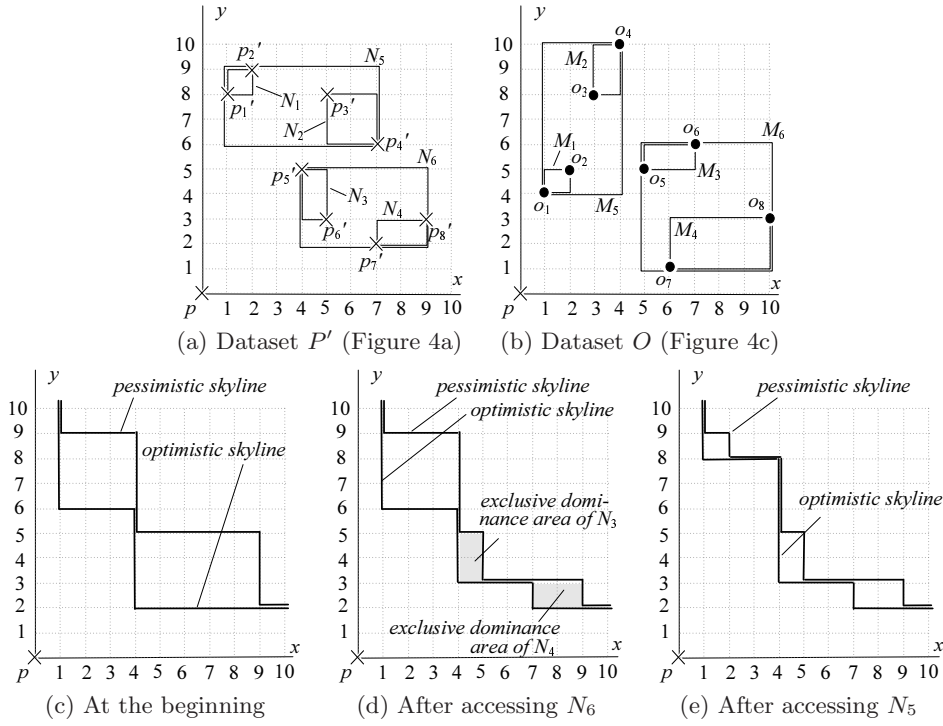 y
10
9
8
7
6
5
4
3
2
1
p
1 2 3 4 5 6 7 8 9 10
x
p2'
N5
p1'
N1
p3'
N2
p4'
p5'
N6
N3
p6'
N4
p8'
p7'
(a) Dataset P′ (Figure 4a)
y
10
9
8
7
6
5
4
3
2
1
p
1 2 3 4 5 6 7 8 9 10
x
o4
M2
o3
M1
o2
o1
M5
o6
M6
o5
M3
o8
M4
o7
(b) Dataset O (Figure 4c)
y
pessimistic skyline
10
9
optimistic skyline
8
7
6
5
4
3
2
1
p
x
1 2 3 4 5 6 7 8 9 10
(c) At the beginning
y
pessimistic skyline
optimistic skyline
10
9
8
7
6
5
4
3
2
1
exclusive domi-
nance area of N3
exclusive dominance
area of N4
p
x
1 2 3 4 5 6 7 8 9 10
(d) After accessing N6
y
pessimistic skyline
10
9
8
7
6
5
4
3
2
1
optimistic skyline
p
x
1 2 3 4 5 6 7 8 9 10
(e) After accessing N5